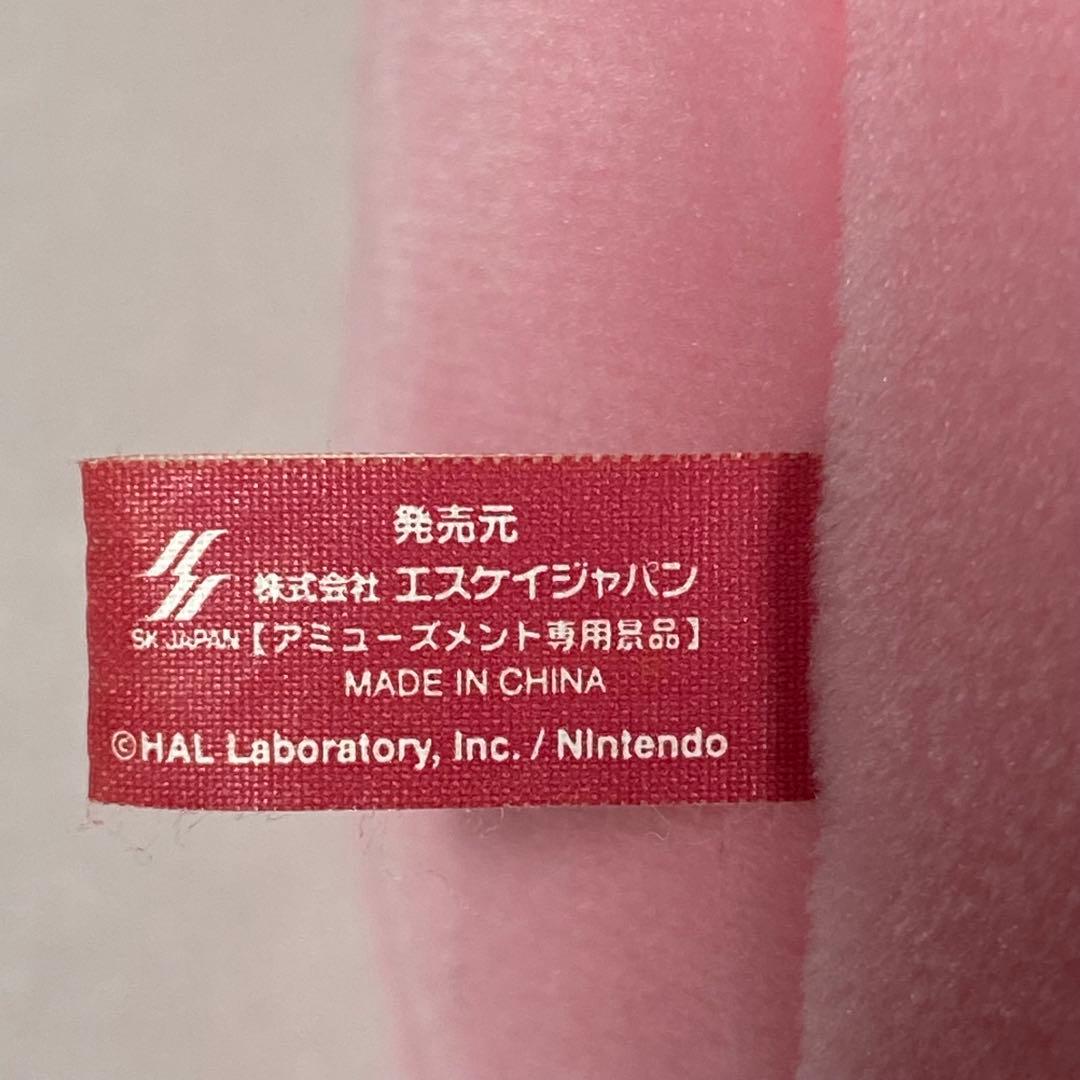 発売元
株式会社 エスケイジャパン
SK JAPAN【アミューズメント専用景品】
MADE IN CHINA
©HAL Laboratory, Inc. / Nintendo